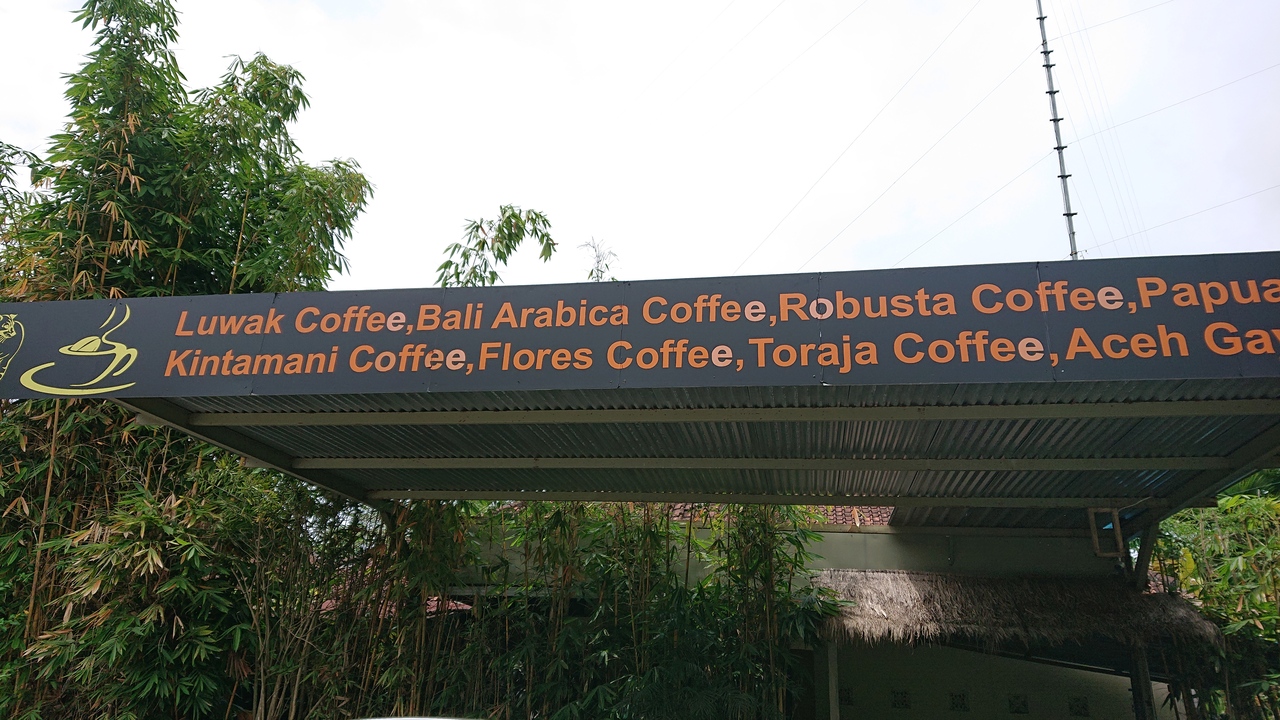 Luwak Coffee,Bali Arabica Coffee,Robusta Coffee,Papua
Kintamani Coffee,Flores Coffee,Toraja Coffee,Aceh